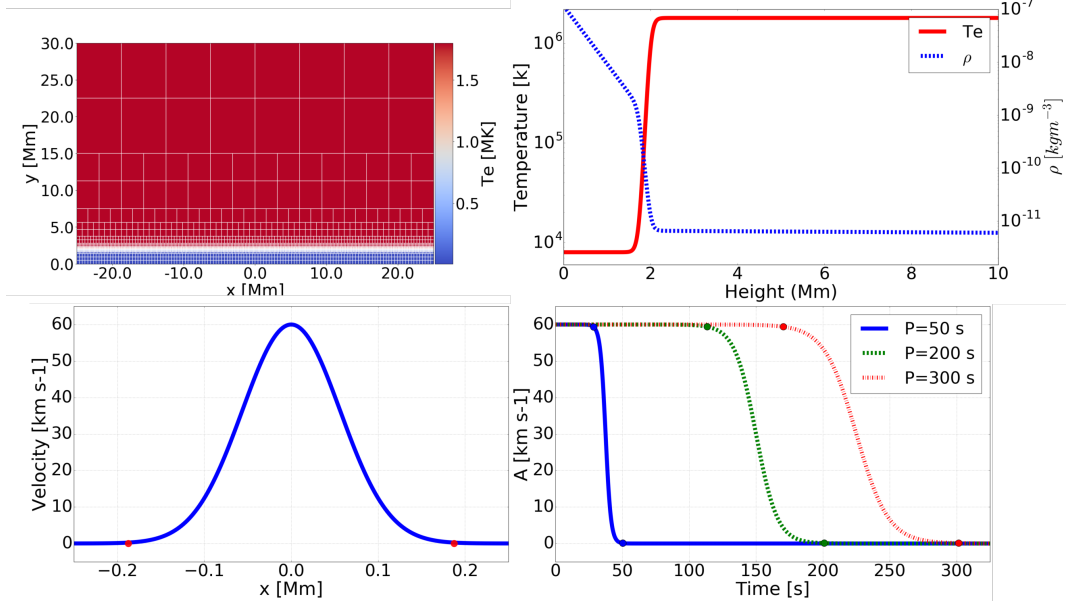 30.0
25.0
20.0
15.0
10.0
5.0
0.0
y [Mm]
-20.0 -10.0 0.0 10.0 20.0
x [Mm]
1.5
1.0
0.5
Te [MK]
10^6
10^5
10^4
Temperature [k]
0 2 4 6 8 10
Height (Mm)
Te
ρ
10^-7
10^-8
10^-9
10^-10
10^-11
ρ [kgm^-3]
60
50
40
30
20
10
0
Velocity [km s-1]
−0.2 −0.1 0.0 0.1 0.2
x [Mm]
60
50
40
30
20
10
0
A [km s-1]
0 50 100 150 200 250 300
Time [s]
P=50 s
P=200 s
P=300 s